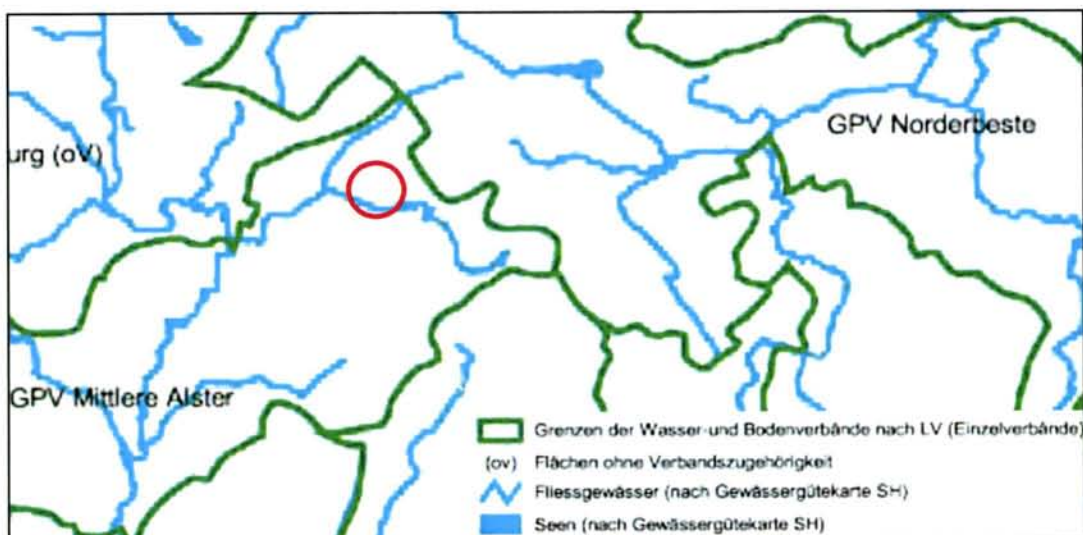 GPV Norderbeste
urg (oV)
GPV Mittlere Alster
Grenzen der Wasser-und Bodenverbände nach LV (Einzelverbände)
(ov) Flächen ohne Verbandszugehörigkeit
Fliessgewässer (nach Gewässergütekarte SH)
Seen (nach Gewässergütekarte SH)